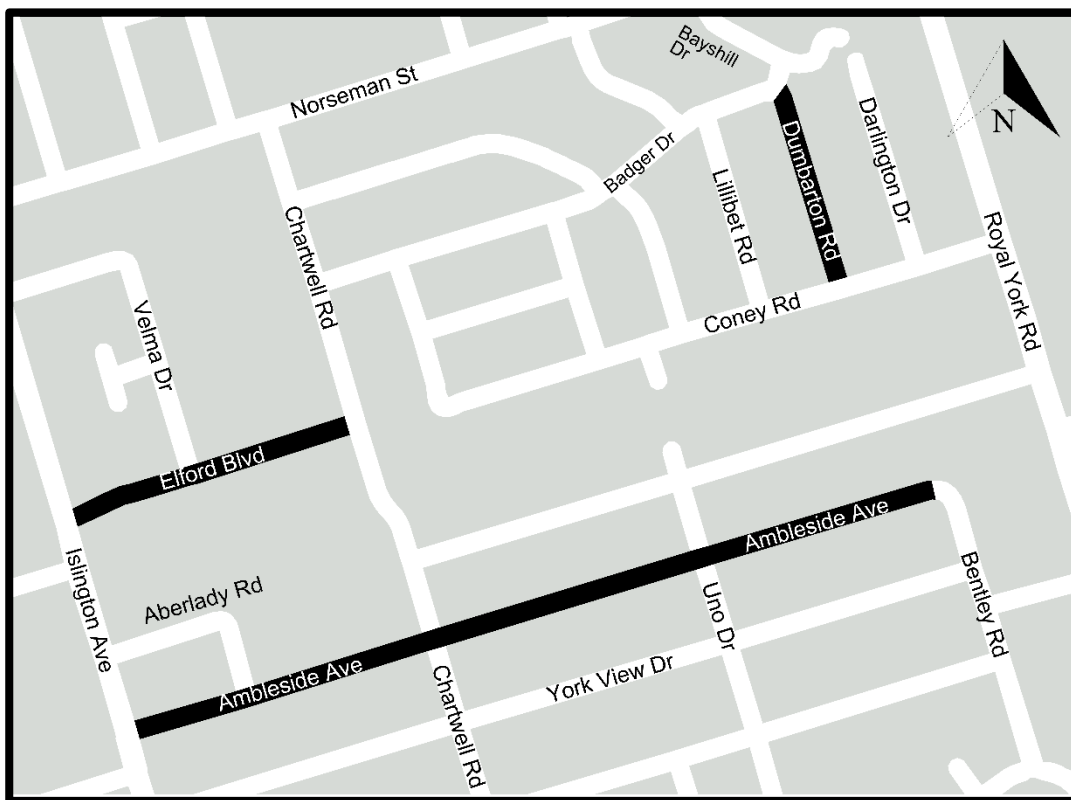 Bayshill
Dr
Norseman St
N
Darlington Dr
Dumbarton Rd
Badger Dr
Lillibet Rd
Chartwell Rd
Royal York Rd
Coney Rd
Velma Dr
Elford Blvd
Ambleside Ave
Islington Ave
Bentley Rd
Aberlady Rd
Uno Dr
Ambleside Ave
York View Dr
Chartwell Rd